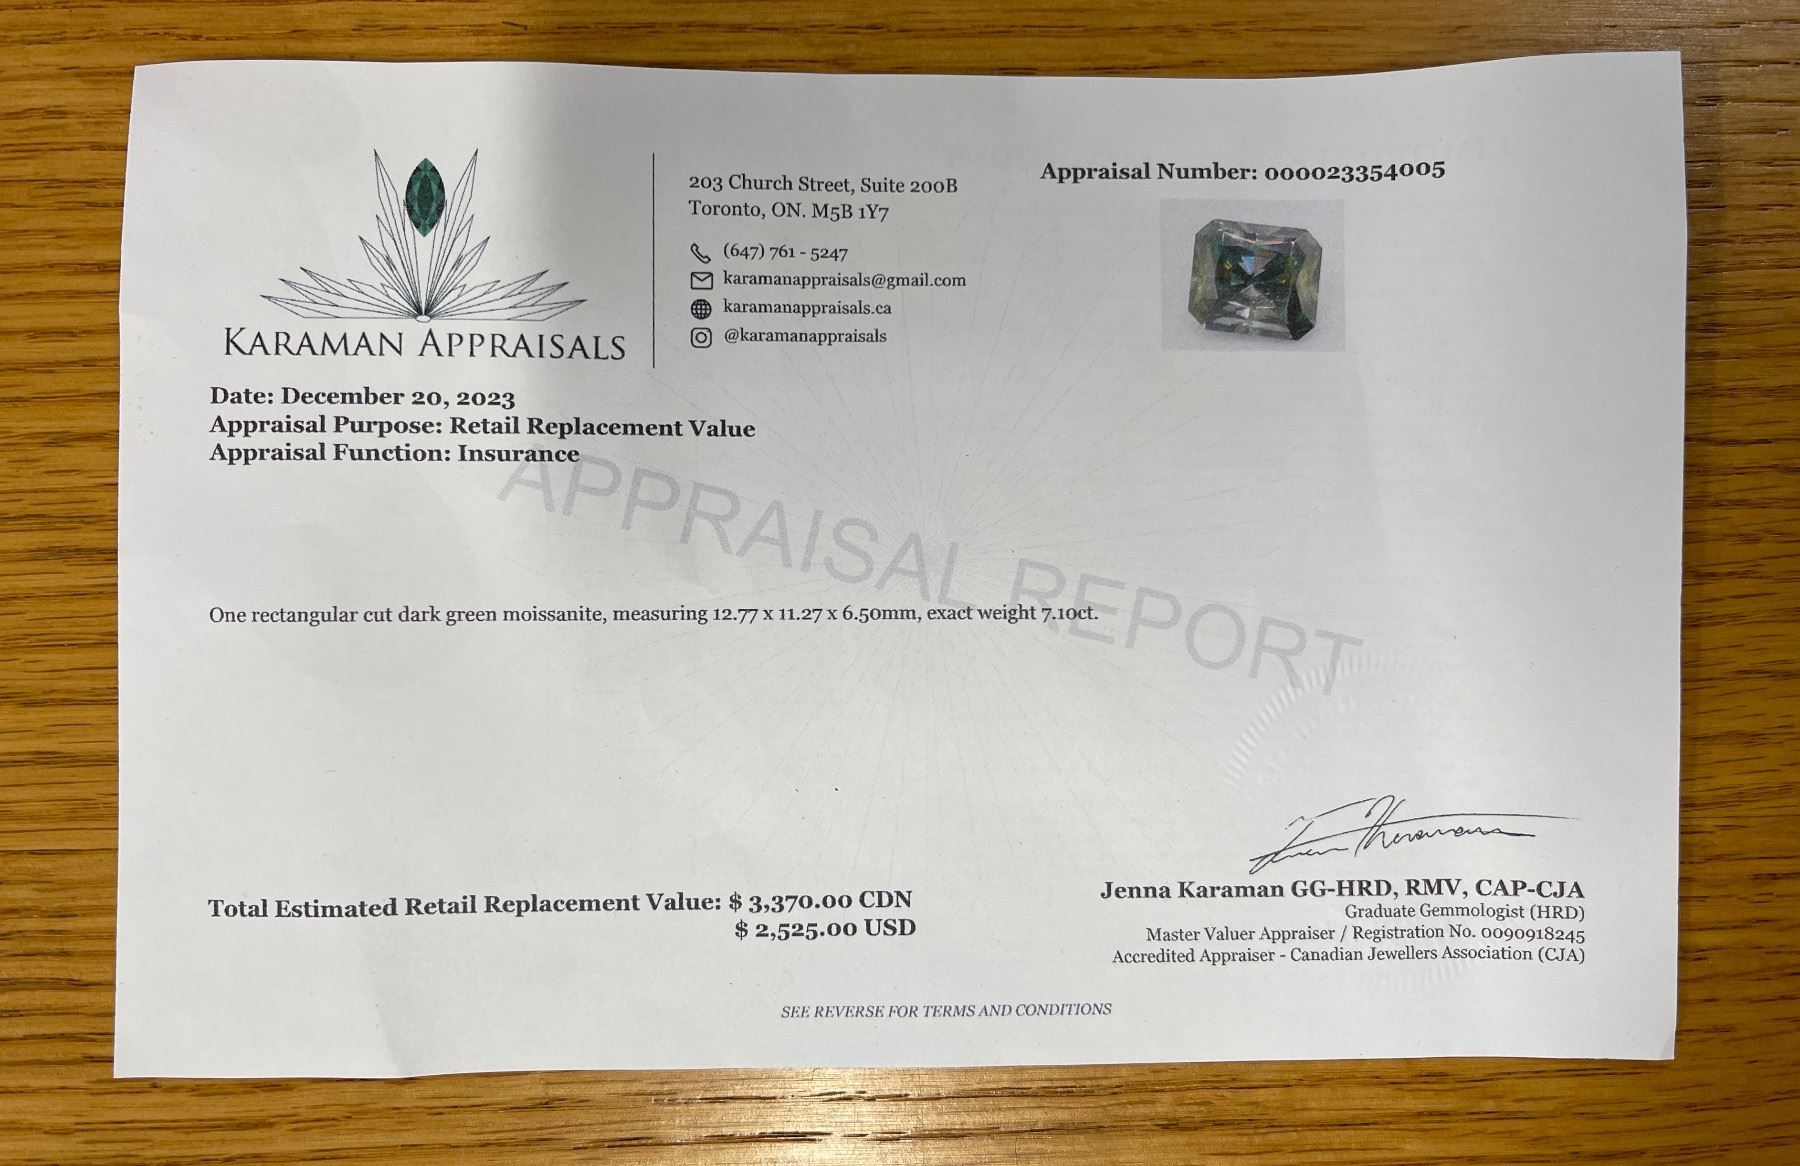 KARAMAN APPRAISALS
203 Church Street, Suite 200B
Toronto, ON. M5B 1Y7
(647) 761 - 5247
karamanappraisals@gmail.com
karamanappraisals.ca
@karamanappraisals
Appraisal Number: 000023354005
Date: December 20, 2023
Appraisal Purpose: Retail Replacement Value
Appraisal Function: Insurance
APPRAISAL REPORT
One rectangular cut dark green moissanite, measuring 12.77 x 11.27 x 6.50mm, exact weight 7.10ct.
Total Estimated Retail Replacement Value: $ 3,370.00 CDN
$ 2,525.00 USD
Jenna Karaman GG-HRD, RMV, CAP-CJA
Graduate Gemmologist (HRD)
Master Valuer Appraiser / Registration No. 0090918245
Accredited Appraiser - Canadian Jewellers Association (CJA)
SEE REVERSE FOR TERMS AND CONDITIONS